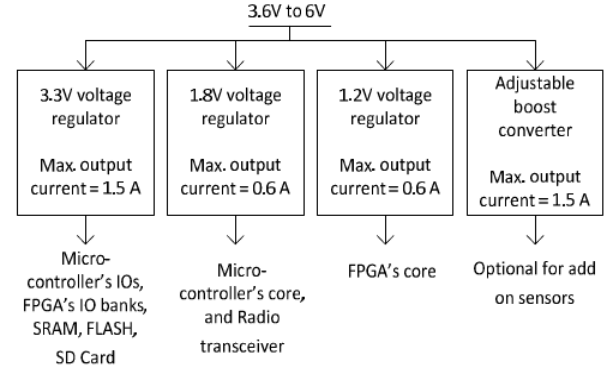 3.6V to 6V
3.3V voltage
regulator
Max. output
current = 1.5 A
1.8V voltage
regulator
Max. output
current = 0.6 A
1.2V voltage
regulator
Max. output
current = 0.6 A
Adjustable
boost
converter
Max. output
current = 1.5 A
Micro-
controller's IOs,
FPGA's IO banks,
SRAM, FLASH,
SD Card
Micro-
controller's core,
and Radio
transceiver
FPGA's core
Optional for add
on sensors